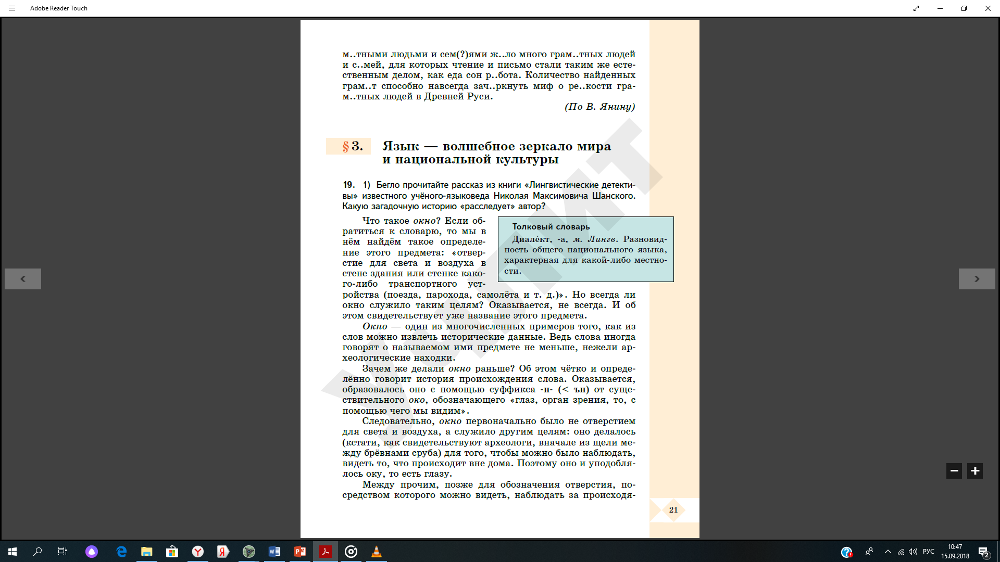 Adobe Reader Touch
м..тными людьми и сем(?)ями ж..ло много грам..тных людей
и с..мей, для которых чтение и письмо стали таким же есте-
ственным делом, как еда сон р..бота. Количество найденных
грам..т способно навсегда зач..ркнуть миф о ре..кости гра-
м..тных людей в Древней Руси.
(По В. Янину)
§ 3. Язык — волшебное зеркало мира
и национальной культуры
19. 1) Бегло прочитайте рассказ из книги «Лингвистические детекти-
вы» известного учёного-языковеда Николая Максимовича Шанского.
Какую загадочную историю «расследует» автор?
Что такое окно? Если об-
ратиться к словарю, то мы в
нём найдём такое определе-
ние этого предмета: «отвер-
стие для света и воздуха в
стене здания или стенке како-
го-либо транспортного уст-
Толковый словарь
Диале́кт, -а, м. Лингв. Разновид-
ность общего национального языка,
характерная для какой-либо местно-
сти.
ройства (поезда, парохода, самолёта и т. д.)». Но всегда ли
окно служило таким целям? Оказывается, не всегда. И об
этом свидетельствует уже название этого предмета.
Окно — один из многочисленных примеров того, как из
слов можно извлечь исторические данные. Ведь слова иногда
говорят о называемом ими предмете не меньше, нежели ар-
хеологические находки.
Зачем же делали окно раньше? Об этом чётко и опреде-
лённо говорит история происхождения слова. Оказывается,
образовалось оно с помощью суффикса -н- (< ън) от суще-
ствительного око, обозначающего «глаз, орган зрения, то, с
помощью чего мы видим».
Следовательно, окно первоначально было не отверстием
для света и воздуха, а служило другим целям: оно делалось
(кстати, как свидетельствуют археологи, вначале из щели ме-
жду брёвнами сруба) для того, чтобы можно было наблюдать,
видеть то, что происходит вне дома. Поэтому оно и уподобля-
лось оку, то есть глазу.
Между прочим, позже для обозначения отверстия, по-
средством которого можно видеть, наблюдать за происходя-
21
Учлит
РУС
10:47
15.09.2018
2